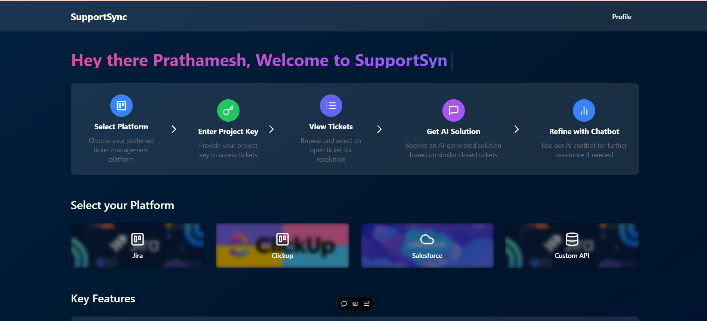 SupportSync
Profile
Hey there Prathamesh, Welcome to SupportSyn
Select Platform
Choose your preferred
ticket management
platform
Enter Project Key
Provide your project
key to access tickets
View Tickets
Browse and select an
open ticket for
resolution
Get AI Solution
Receive an AI-generated solution
based on similar closed tickets
Refine with Chatbot
Use our AI chatbot for further
assistance if needed
Select your Platform
Jira
ClickUp
Clickup
Salesforce
Custom API
Key Features